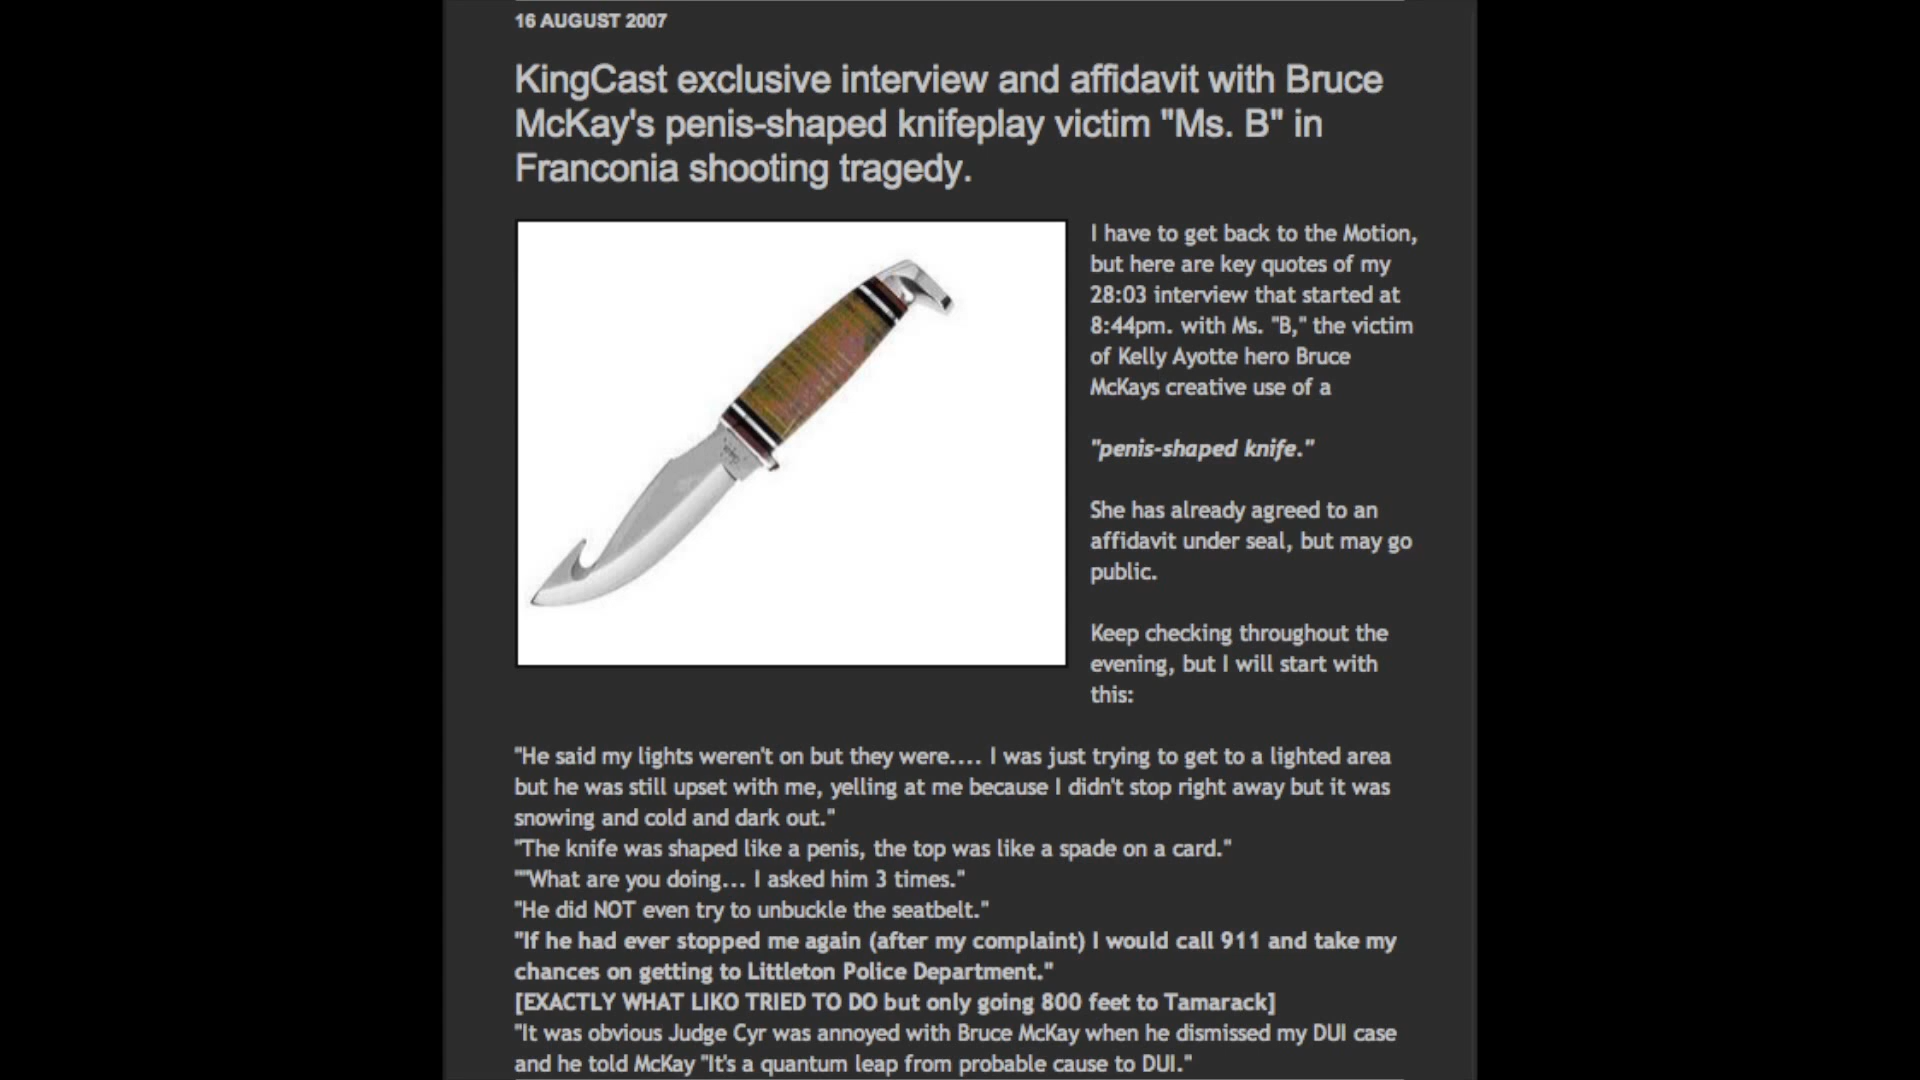 16 AUGUST 2007
KingCast exclusive interview and affidavit with Bruce
McKay's penis-shaped knifeplay victim "Ms. B" in
Franconia shooting tragedy.
I have to get back to the Motion,
but here are key quotes of my
28:03 interview that started at
8:44pm. with Ms. "B," the victim
of Kelly Ayotte hero Bruce
McKays creative use of a
"penis-shaped knife."
She has already agreed to an
affidavit under seal, but may go
public.
Keep checking throughout the
evening, but I will start with
this:
"He said my lights weren't on but they were.... I was just trying to get to a lighted area
but he was still upset with me, yelling at me because I didn't stop right away but it was
snowing and cold and dark out."
"The knife was shaped like a penis, the top was like a spade on a card."
""What are you doing... I asked him 3 times."
"He did NOT even try to unbuckle the seatbelt."
"If he had ever stopped me again (after my complaint) I would call 911 and take my
chances on getting to Littleton Police Department."
[EXACTLY WHAT LIKO TRIED TO DO but only going 800 feet to Tamarack]
"It was obvious Judge Cyr was annoyed with Bruce McKay when he dismissed my DUI case
and he told McKay "It's a quantum leap from probable cause to DUI."